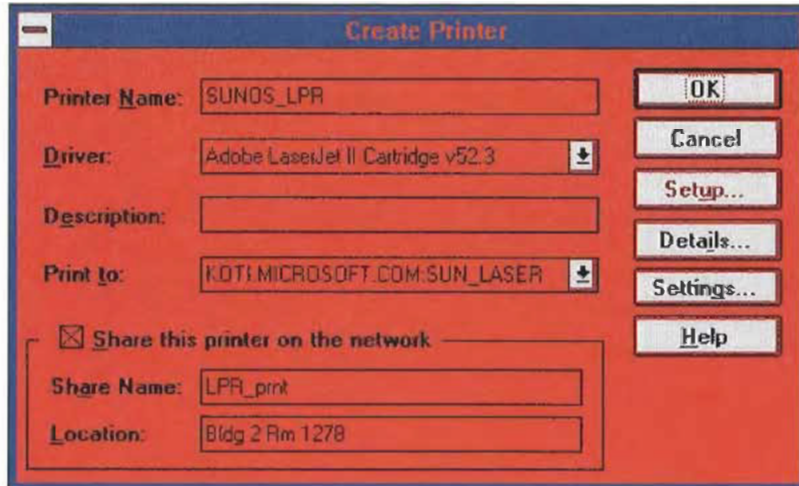 Create Printer
Printer Name: SUNOS_LPR
OK
Driver: Adobe LaserJet II Cartridge v52.3
Cancel
Setup...
Description:
Details...
Print to: KOTI.MICROSOFT.COM:SUN_LASER
Settings...
Share this printer on the network
Help
Share Name: LPR_prnt
Location: Bldg 2 Rm 1278